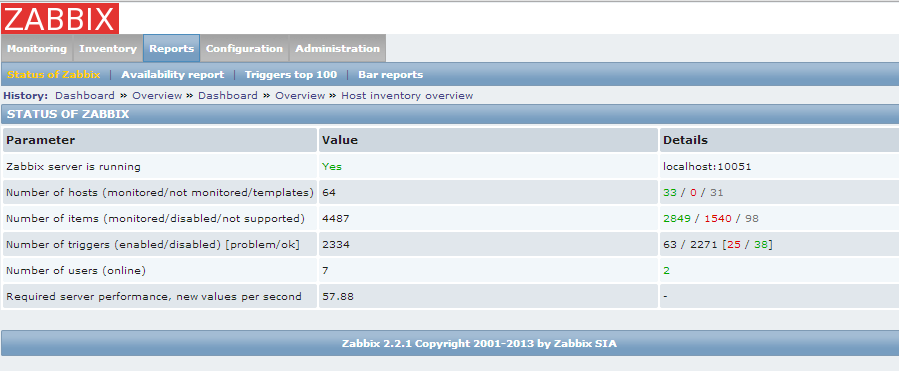 ZABBIX
Monitoring Inventory Reports Configuration Administration
Status of Zabbix | Availability report | Triggers top 100 | Bar reports
History: Dashboard » Overview » Dashboard » Overview » Host inventory overview
STATUS OF ZABBIX
Parameter Value Details
Zabbix server is running Yes localhost:10051
Number of hosts (monitored/not monitored/templates) 64 33 / 0 / 31
Number of items (monitored/disabled/not supported) 4487 2849 / 1540 / 98
Number of triggers (enabled/disabled) [problem/ok] 2334 63 / 2271 [25 / 38]
Number of users (online) 7 2
Required server performance, new values per second 57.88 -
Zabbix 2.2.1 Copyright 2001-2013 by Zabbix SIA